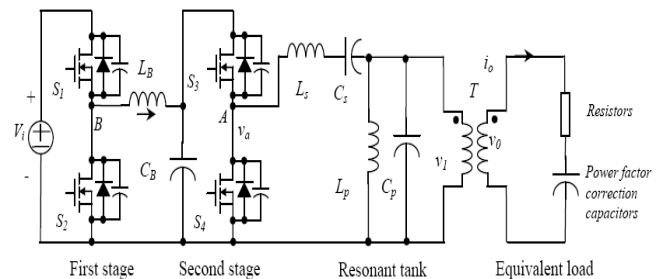 S1
LB
S3
Ls
Cs
io
T
+
Vi
-
B
A
va
Resistors
v1
v0
S2
CB
S4
Lp
Cp
Power factor
correction
capacitors
First stage
Second stage
Resonant tank
Equivalent load